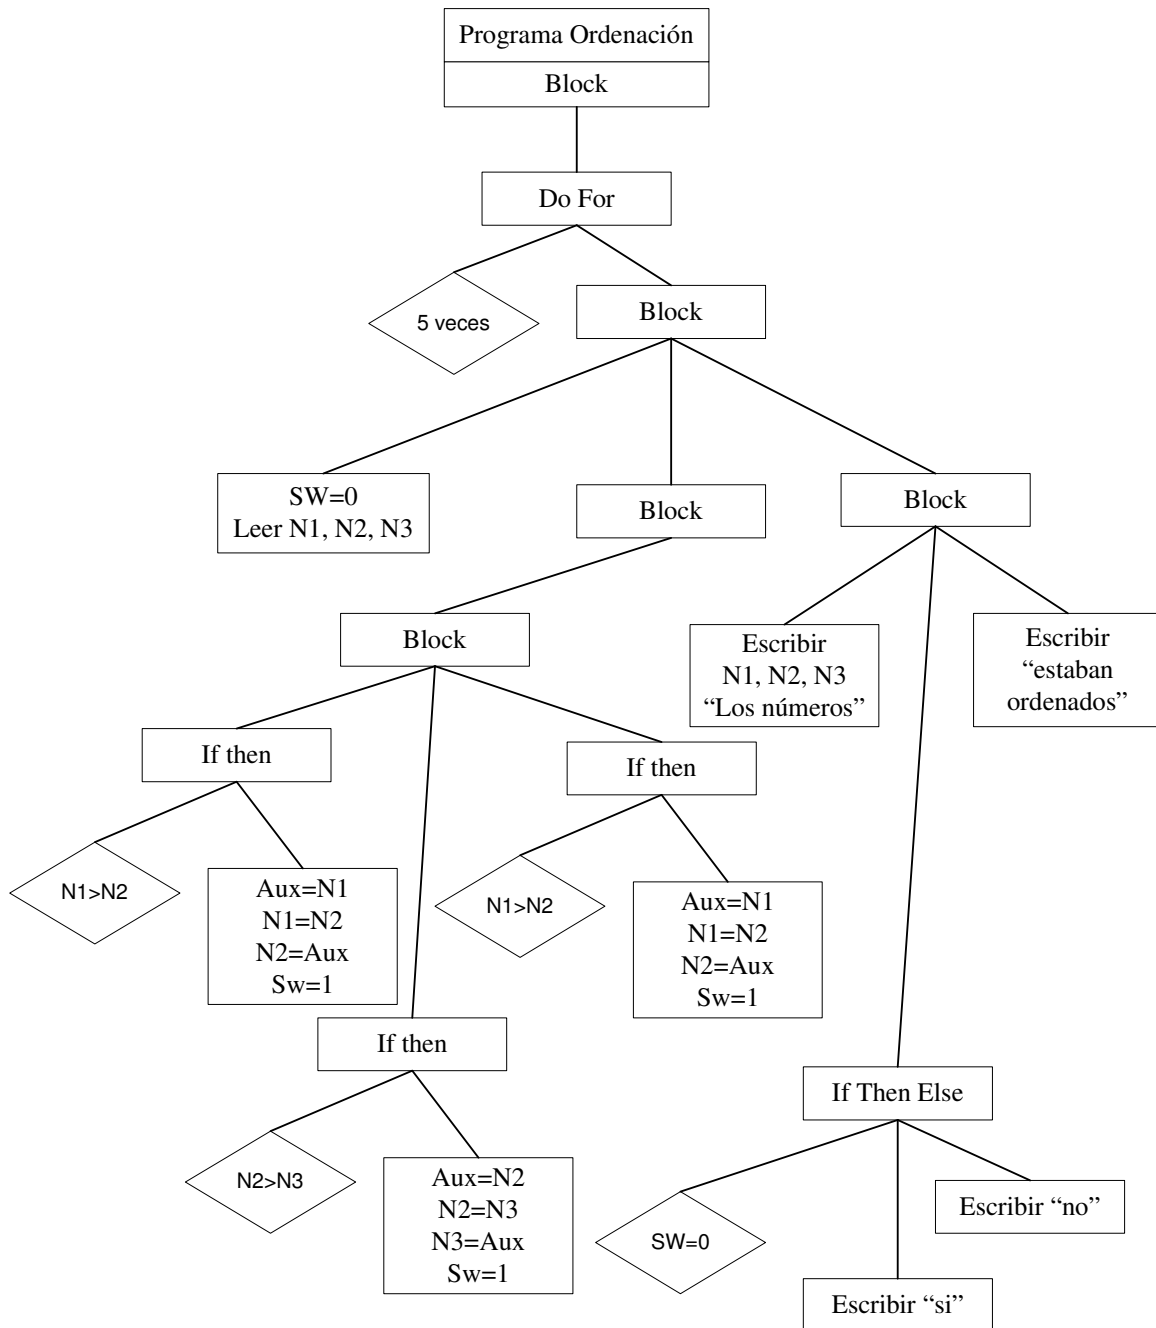 Programa Ordenación
Block
Do For
5 veces
Block
SW=0
Leer N1, N2, N3
Block
Block
Block
Escribir
N1, N2, N3
“Los números”
Escribir
“estaban
ordenados”
If then
If then
N1>N2
Aux=N1
N1=N2
N2=Aux
Sw=1
N1>N2
Aux=N1
N1=N2
N2=Aux
Sw=1
If then
If Then Else
N2>N3
Aux=N2
N2=N3
N3=Aux
Sw=1
SW=0
Escribir “no”
Escribir “si”